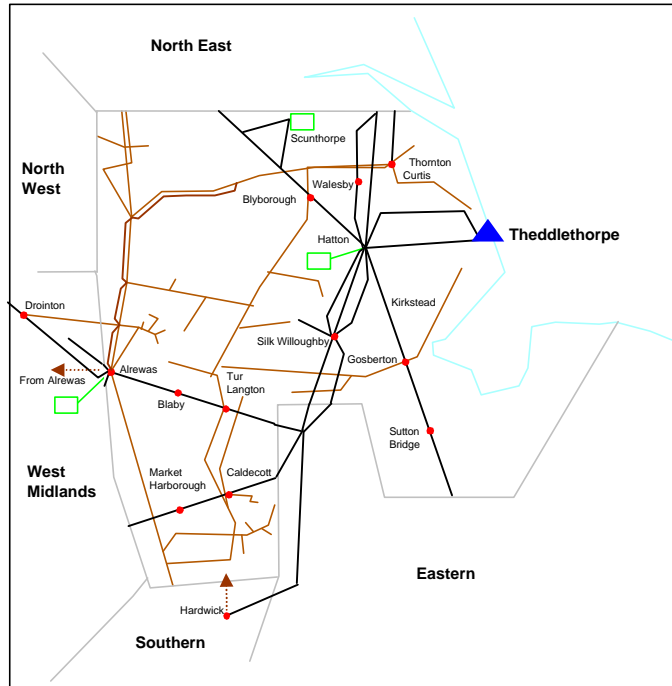 North East
Scunthorpe
North
West
Thornton
Curtis
Walesby
Blyborough
Theddlethorpe
Hatton
Drointon
Kirkstead
Silk Willoughby
Gosberton
From Alrewas
Alrewas
Tur
Langton
Blaby
Sutton
Bridge
West
Midlands
Market
Harborough
Caldecott
Eastern
Hardwick
Southern